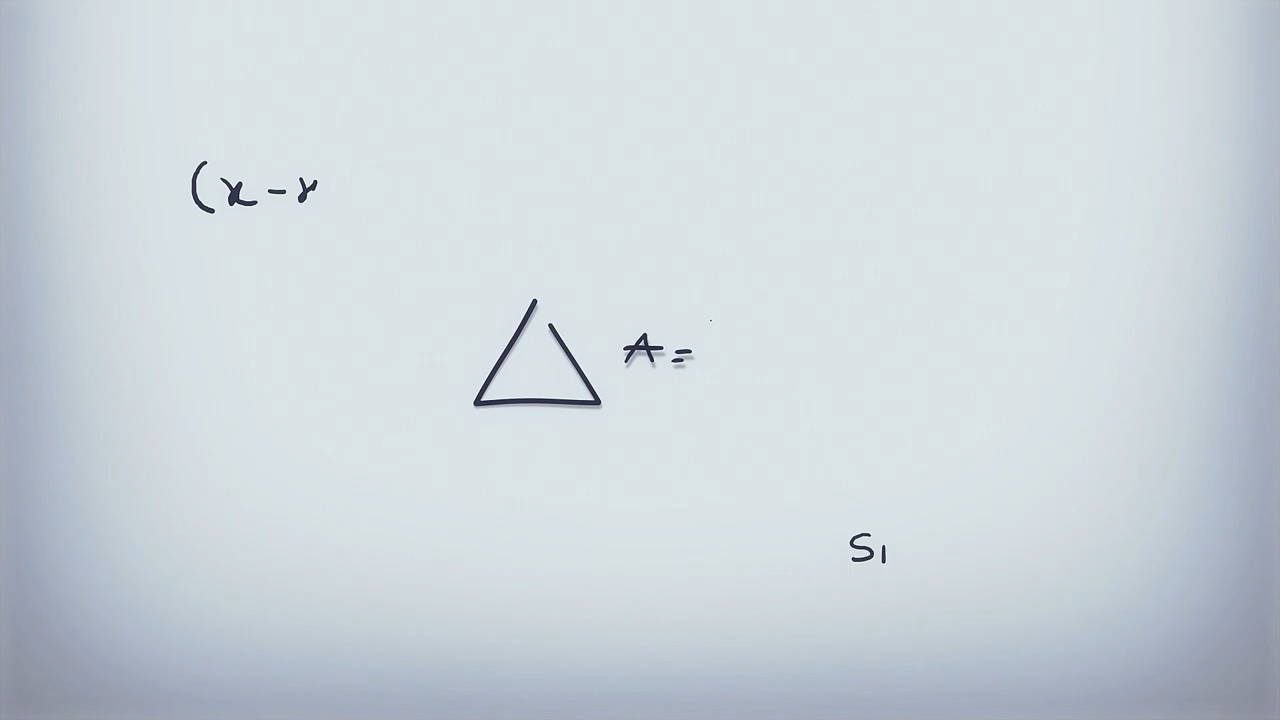 (x - x
A =
S1